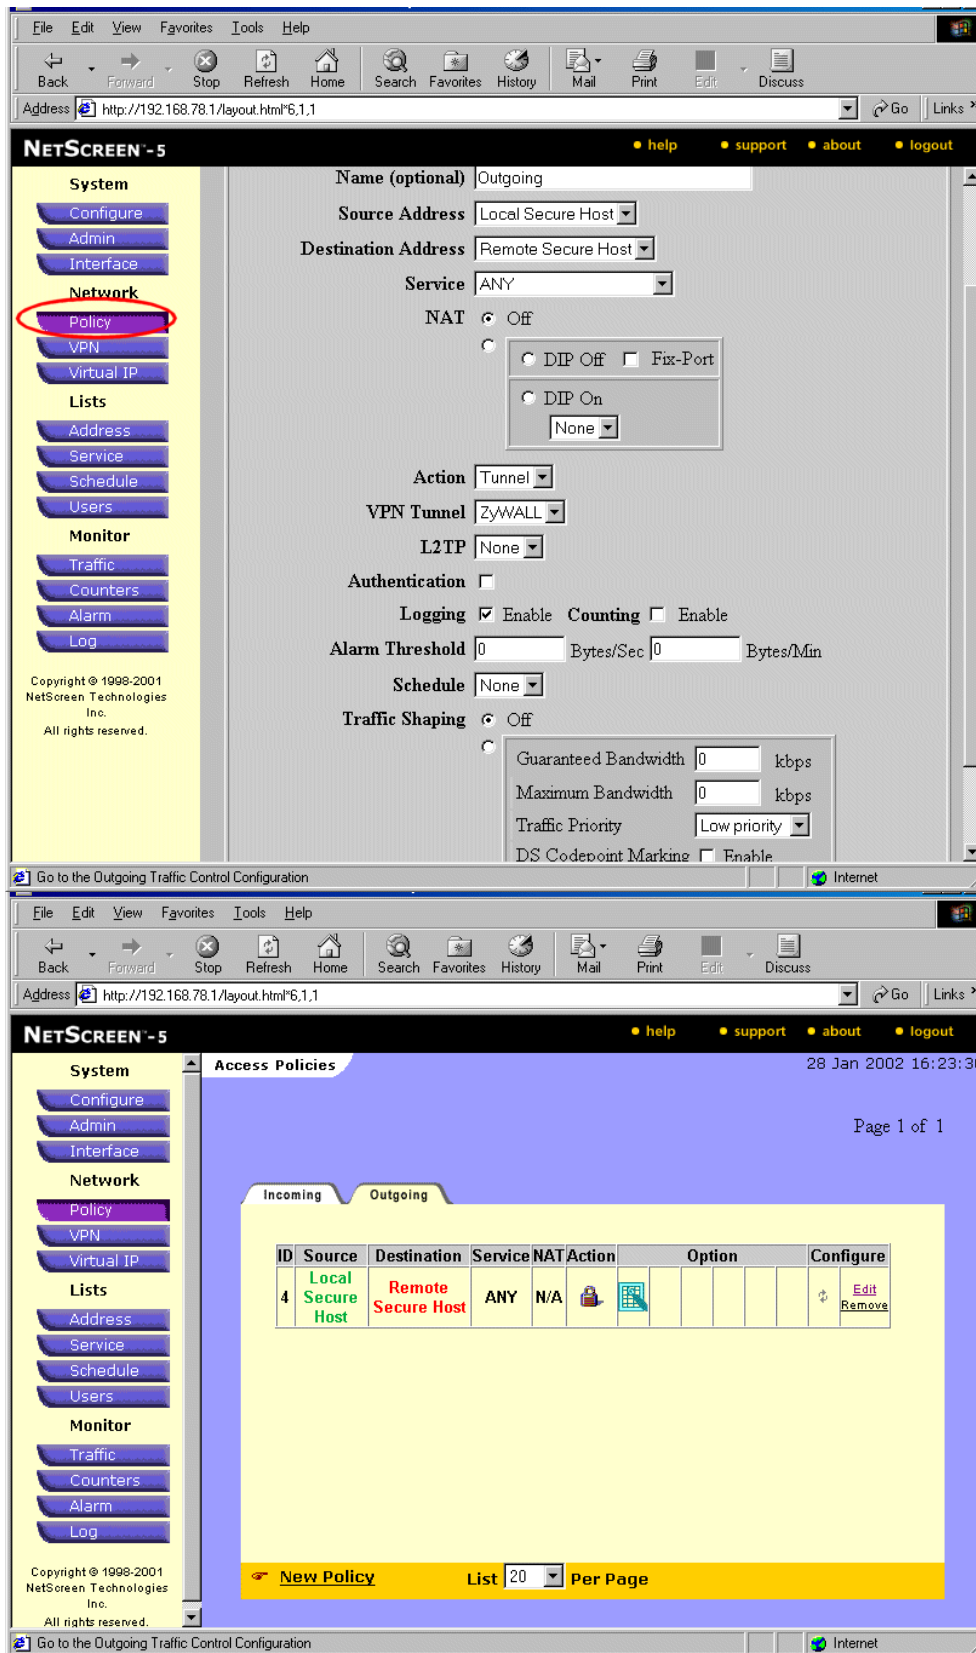 File Edit View Favorites Tools Help
Back Forward Stop Refresh Home Search Favorites History Mail Print Edit Discuss
Address http://192.168.78.1/layout.html*6,1,1 Go Links »
NETSCREEN™-5 help support about logout
System
Configure
Admin
Interface
Network
Policy
VPN
Virtual IP
Lists
Address
Service
Schedule
Users
Monitor
Traffic
Counters
Alarm
Log
Copyright © 1998-2001
NetScreen Technologies
Inc.
All rights reserved.
Name (optional) Outgoing
Source Address Local Secure Host
Destination Address Remote Secure Host
Service ANY
NAT Off
DIP Off Fix-Port
DIP On
None
Action Tunnel
VPN Tunnel ZyWALL
L2TP None
Authentication
Logging Enable Counting Enable
Alarm Threshold 0 Bytes/Sec 0 Bytes/Min
Schedule None
Traffic Shaping Off
Guaranteed Bandwidth 0 kbps
Maximum Bandwidth 0 kbps
Traffic Priority Low priority
DS Codepoint Marking Enable
Go to the Outgoing Traffic Control Configuration Internet
File Edit View Favorites Tools Help
Back Forward Stop Refresh Home Search Favorites History Mail Print Edit Discuss
Address http://192.168.78.1/layout.html*6,1,1 Go Links »
NETSCREEN™-5 help support about logout
System
Configure
Admin
Interface
Network
Policy
VPN
Virtual IP
Lists
Address
Service
Schedule
Users
Monitor
Traffic
Counters
Alarm
Log
Copyright © 1998-2001
NetScreen Technologies
Inc.
All rights reserved.
Access Policies 28 Jan 2002 16:23:3
Page 1 of 1
Incoming Outgoing
ID Source Destination Service NAT Action Option Configure
4 Local Secure Host Remote Secure Host ANY N/A Edit Remove
New Policy List 20 Per Page
Go to the Outgoing Traffic Control Configuration Internet